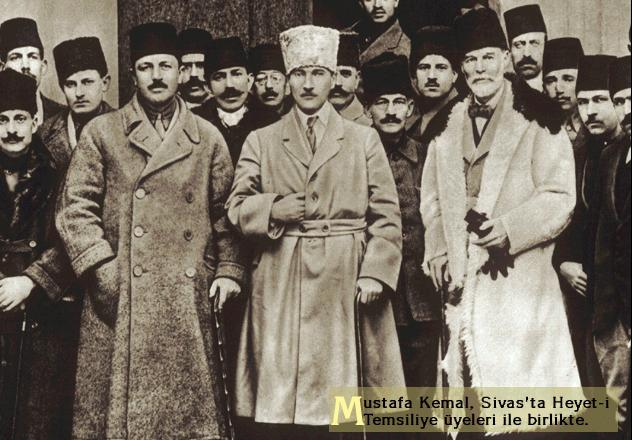 Mustafa Kemal, Sivas'ta Heyet-i
Temsiliye üyeleri ile birlikte.